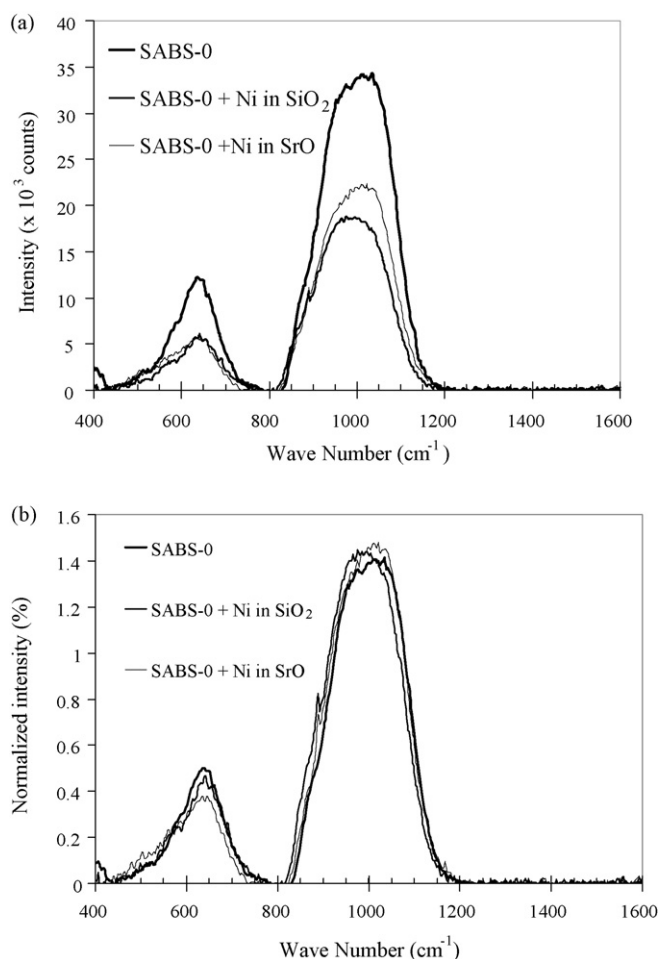 (a)
40
35
30
25
20
15
10
5
0
Intensity (x 10³ counts)
SABS-0
SABS-0 + Ni in SiO₂
SABS-0 +Ni in SrO
400 600 800 1000 1200 1400 1600
Wave Number (cm⁻¹)
(b)
1.6
1.4
1.2
1
0.8
0.6
0.4
0.2
0
Normalized intensity (%)
SABS-0
SABS-0 + Ni in SiO₂
SABS-0 + Ni in SrO
400 600 800 1000 1200 1400 1600
Wave Number (cm⁻¹)